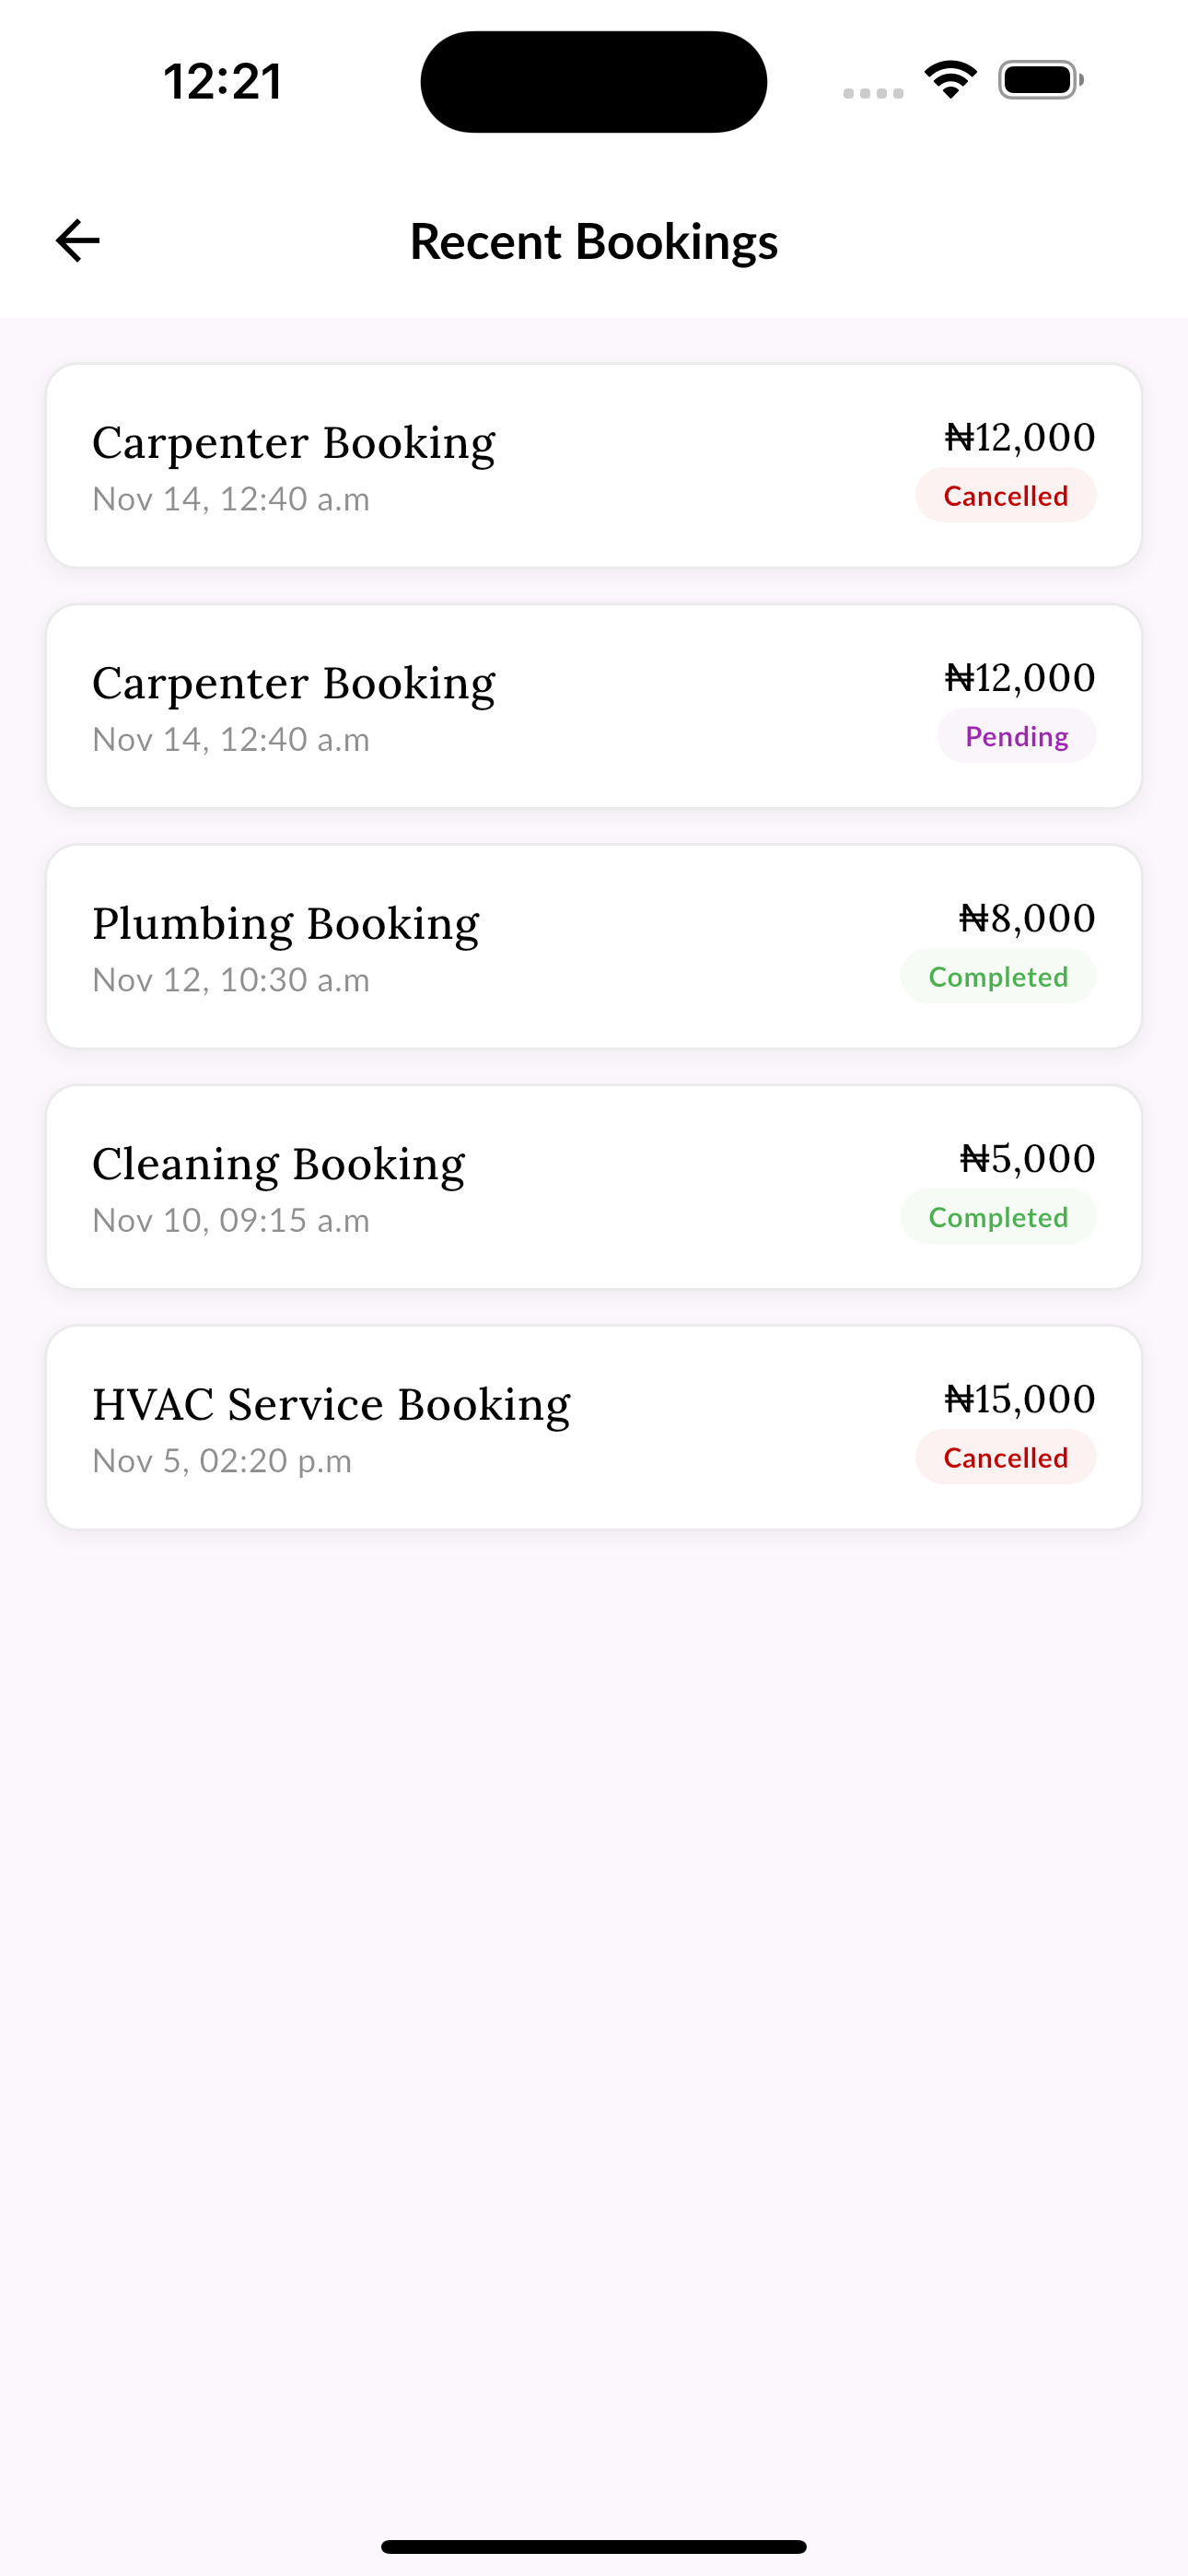 12:21
Recent Bookings
Carpenter Booking
₦12,000
Nov 14, 12:40 a.m
Cancelled
Carpenter Booking
₦12,000
Nov 14, 12:40 a.m
Pending
Plumbing Booking
₦8,000
Nov 12, 10:30 a.m
Completed
Cleaning Booking
₦5,000
Nov 10, 09:15 a.m
Completed
HVAC Service Booking
₦15,000
Nov 5, 02:20 p.m
Cancelled